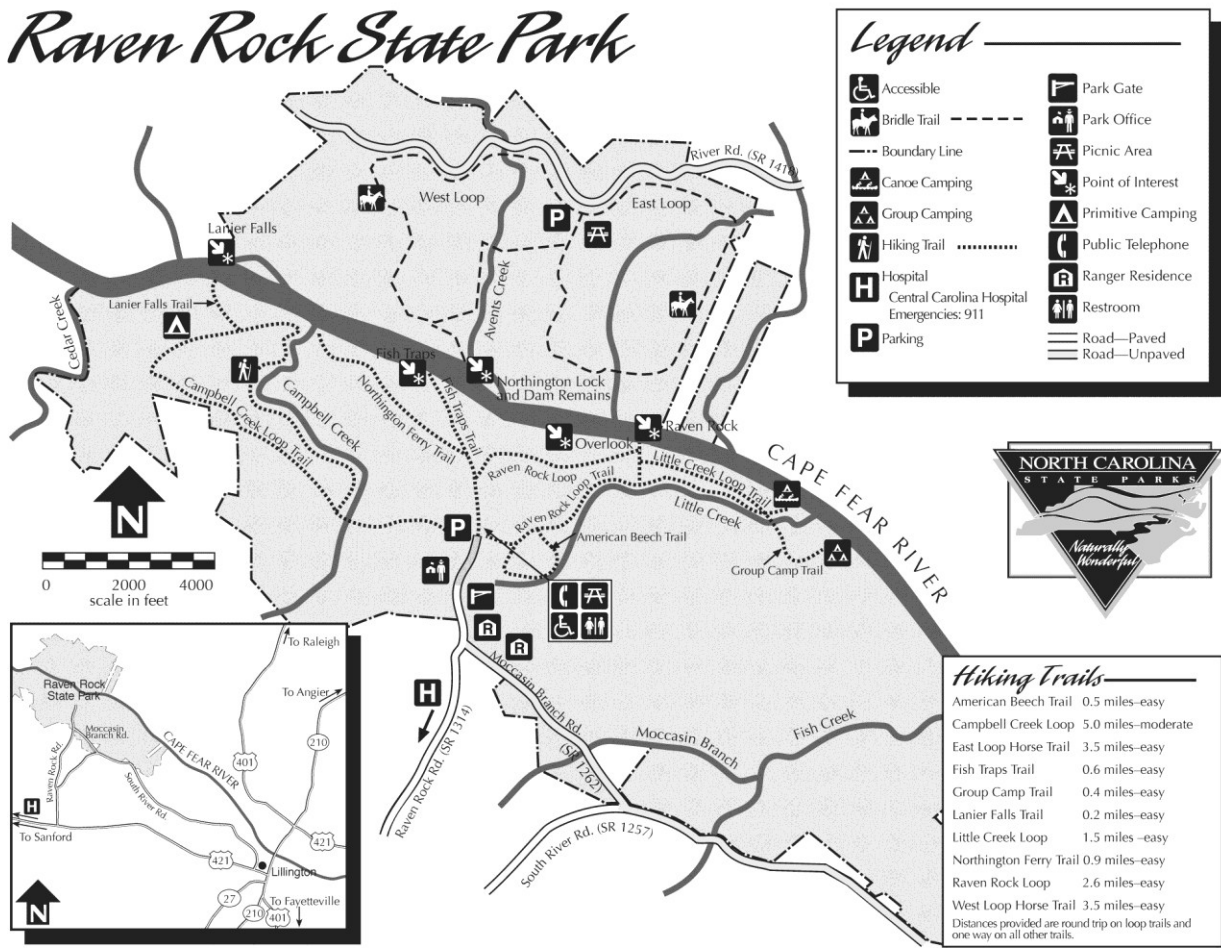 Raven Rock State Park
Legend
Accessible
Bridle Trail
Boundary Line
Canoe Camping
Group Camping
Hiking Trail
H
Hospital
Central Carolina Hospital
Emergencies: 911
P
Parking
Park Gate
Park Office
Picnic Area
Point of Interest
Primitive Camping
Public Telephone
R
Ranger Residence
Restroom
Road—Paved
Road—Unpaved
River Rd. (SR 1418)
West Loop
East Loop
P
Lanier Falls
Lanier Falls Trail
Cedar Creek
Avents Creek
Fish Traps
Northington Lock
and Dam Remains
Campbell Creek Loop Trail
Campbell Creek
Northington Ferry Trail
Fish Traps Trail
Overlook
Raven Rock
Raven Rock Loop
Raven Rock Loop Trail
Little Creek Loop Trail
Little Creek
CAPE FEAR RIVER
American Beech Trail
Group Camp Trail
P
N
0 2000 4000
scale in feet
R
R
H
Moccasin Branch Rd.
(SR 1262)
Raven Rock Rd. (SR 1314)
South River Rd. (SR 1257)
Moccasin Branch
Fish Creek
NORTH CAROLINA
STATE PARKS
Naturally
Wonderful
To Raleigh
To Angier
Raven Rock
State Park
Moccasin
Branch Rd.
Raven Rock Rd.
CAPE FEAR RIVER
South River Rd.
401
210
H
To Sanford
421
421
Lillington
27
210
401
To Fayetteville
N
Hiking Trails
American Beech Trail 0.5 miles–easy
Campbell Creek Loop 5.0 miles–moderate
East Loop Horse Trail 3.5 miles–easy
Fish Traps Trail 0.6 miles–easy
Group Camp Trail 0.4 miles–easy
Lanier Falls Trail 0.2 miles–easy
Little Creek Loop 1.5 miles –easy
Northington Ferry Trail 0.9 miles–easy
Raven Rock Loop 2.6 miles–easy
West Loop Horse Trail 3.5 miles–easy
Distances provided are round trip on loop trails and
one way on all other trails.